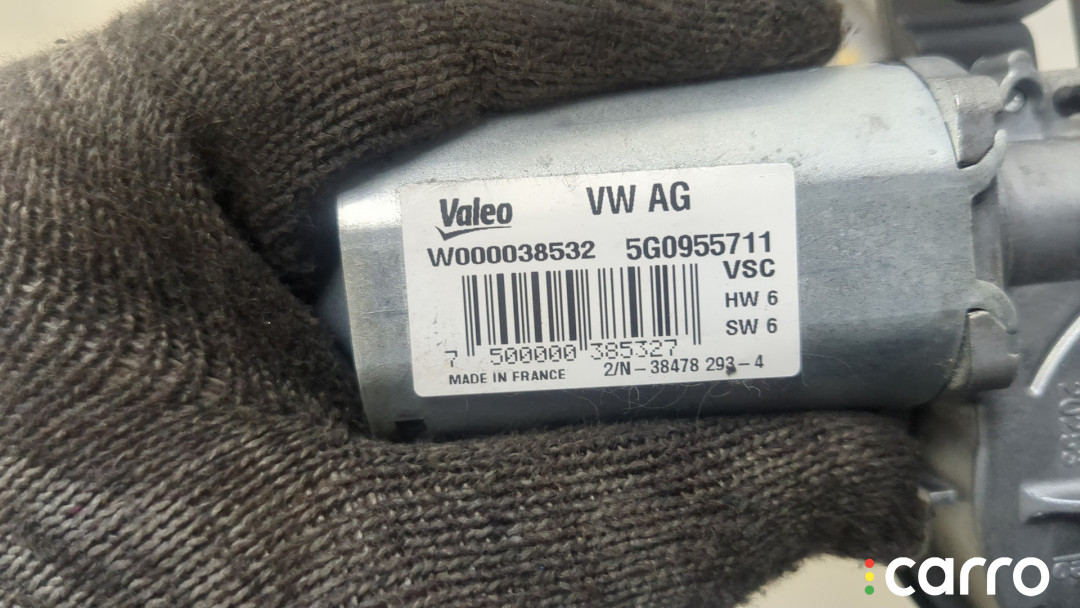 Valeo VW AG
W000038532 5G0955711
VSC
HW 6
SW 6
7 500000 385327
MADE IN FRANCE 2/N-38478 293-4
carro